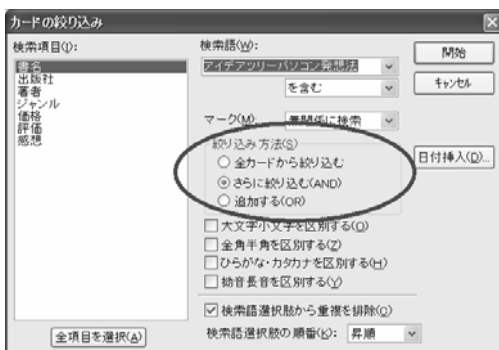 カードの絞り込み
検索項目(I):
書名
出版社
著者
ジャンル
価格
評価
感想
全項目を選択(A)
検索語(W):
アイデアツリーパソコン発想法
を含む
マーク(M): 無関係に検索
絞り込み方法(S)
全カードから絞り込む
さらに絞り込む(AND)
追加する(OR)
大文字小文字を区別する(O)
全角半角を区別する(Z)
ひらがな・カタカナを区別する(H)
拗音長音を区別する(Y)
検索語選択肢から重複を排除(C)
検索語選択肢の順番(K): 昇順
開始
キャンセル
日付挿入(D)...